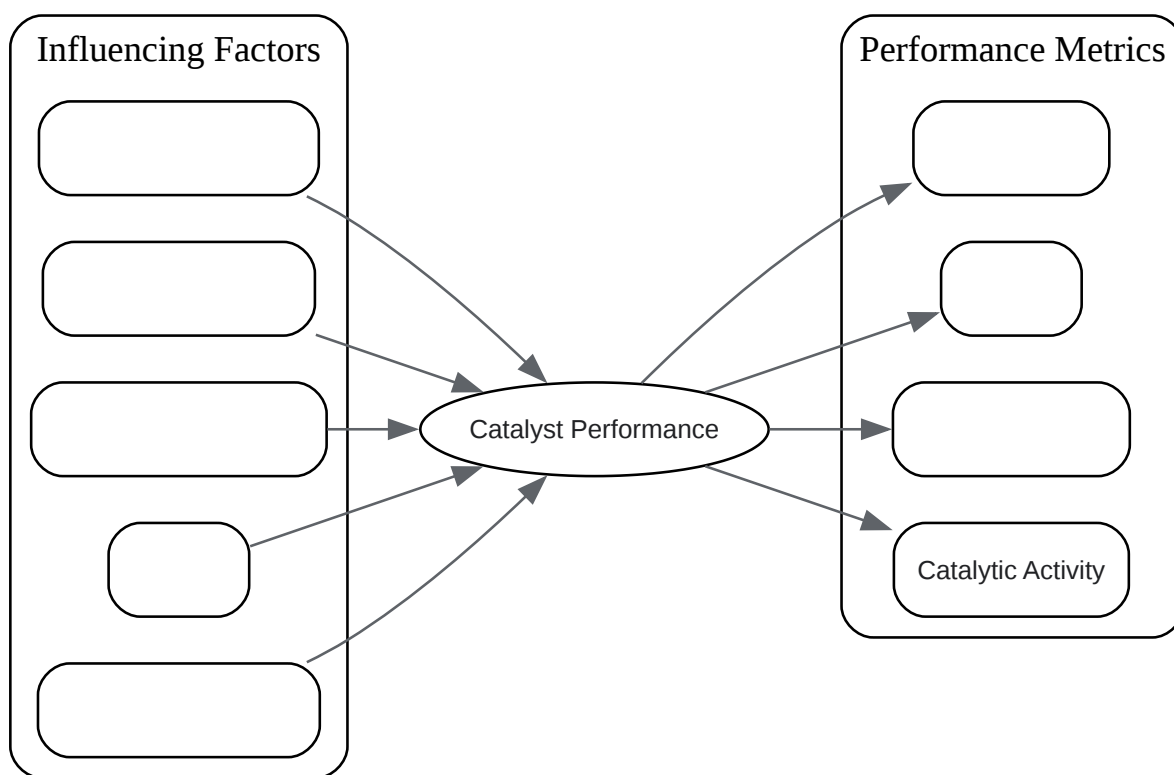 Influencing Factors
Performance Metrics
Catalyst Performance
Catalytic Activity